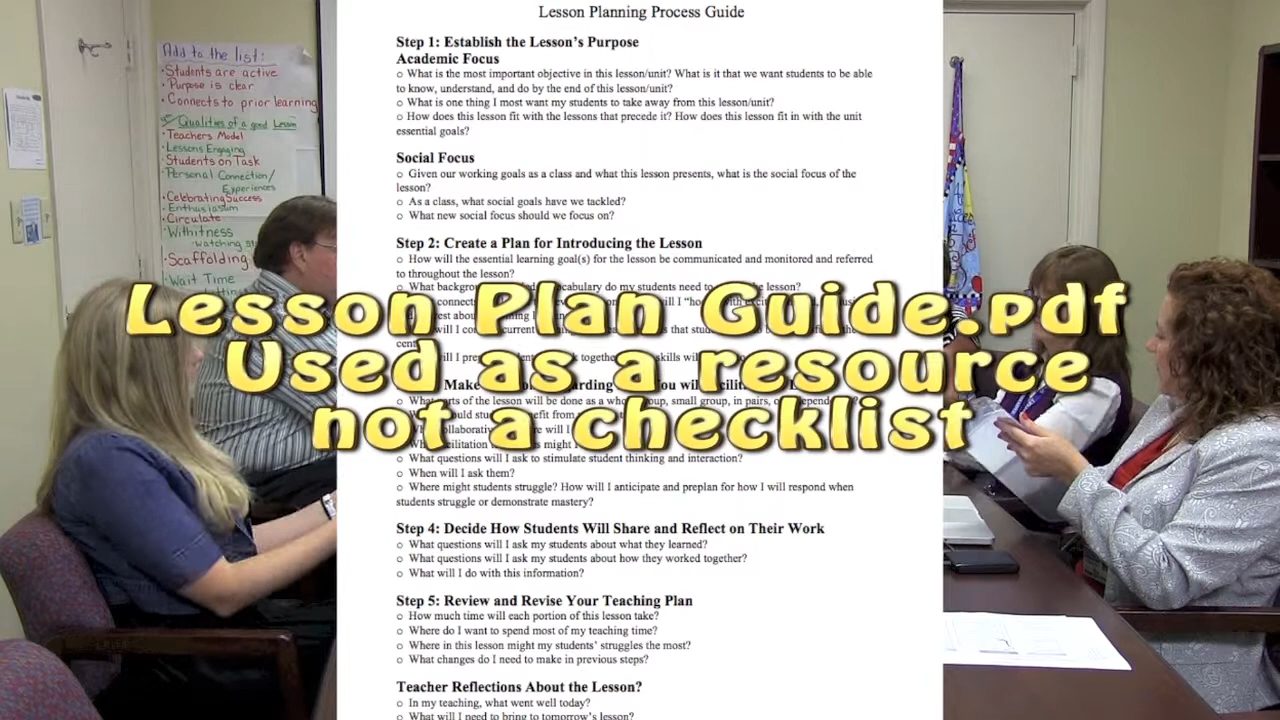 Lesson Planning Process Guide
Step 1: Establish the Lesson's Purpose
Academic Focus
o What is the most important objective in this lesson/unit? What is it that we want students to be able
to know, understand, and do by the end of this lesson/unit?
o What is one thing I most want my students to take away from this lesson/unit?
o How does this lesson fit with the lessons that precede it? How does this lesson fit in with the unit
essential goals?
Social Focus
o Given our working goals as a class and what this lesson presents, what is the social focus of the
lesson?
o As a class, what social goals have we tackled?
o What new social focus should we focus on?
Step 2: Create a Plan for Introducing the Lesson
o How will the essential learning goal(s) for the lesson be communicated and monitored and referred
to throughout the lesson?
o What do my students need lesson?
Lesson Plan Guide.pdf
Used as a resource
not a checklist
o What questions will I ask to stimulate student thinking and interaction?
o When will I ask them?
o Where might students struggle? How will I anticipate and preplan for how I will respond when
students struggle or demonstrate mastery?
Step 4: Decide How Students Will Share and Reflect on Their Work
o What questions will I ask my students about what they learned?
o What questions will I ask my students about how they worked together?
o What will I do with this information?
Step 5: Review and Revise Your Teaching Plan
o How much time will each portion of this lesson take?
o Where do I want to spend most of my teaching time?
o Where in this lesson might my students' struggles the most?
o What changes do I need to make in previous steps?
Teacher Reflections About the Lesson?
o In my teaching, what went well today?
o What will I need to bring to tomorrow's lesson?
Add to the list:
·Students are active
·Purpose is clear
·Connects to prior learning
Qualities of a good Lesson
·Teachers Model
·Lessons Engaging
·Students on Task
·Personal Connection/
Experiences
·Celebrating Success
·Enthusiasm
·Circulate
·Withitness
·watching
·Scaffolding
·Wait Time